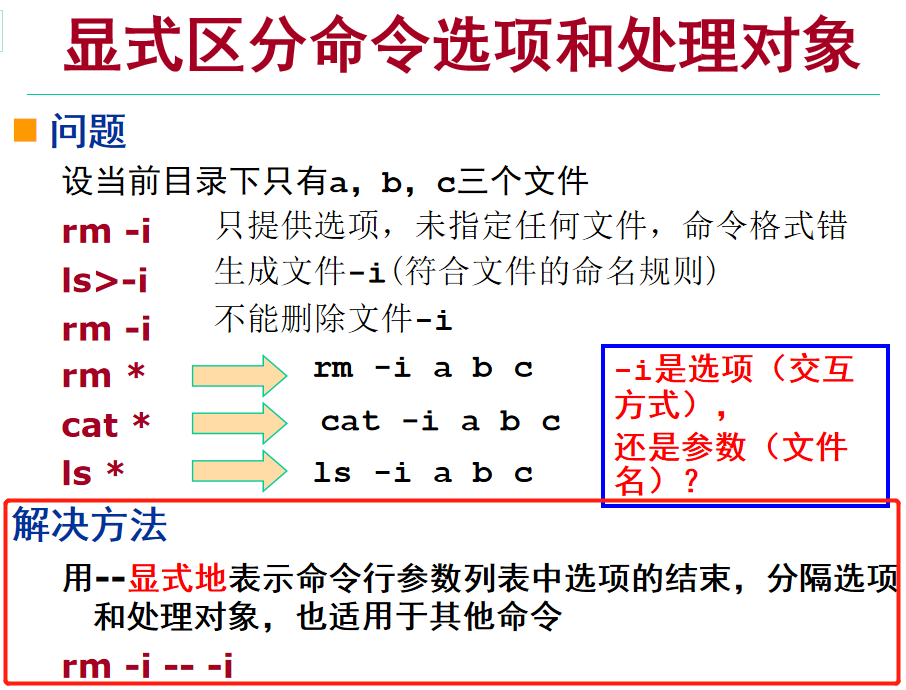 显式区分命令选项和处理对象
问题
设当前目录下只有a，b，c三个文件
rm -i 只提供选项，未指定任何文件，命令格式错
ls>-i 生成文件-i(符合文件的命名规则)
rm -i 不能删除文件-i
rm * rm -i a b c
cat * cat -i a b c
ls * ls -i a b c
-i是选项（交互
方式），
还是参数（文件
名）？
解决方法
用--显式地表示命令行参数列表中选项的结束，分隔选项
和处理对象，也适用于其他命令
rm -i -- -i